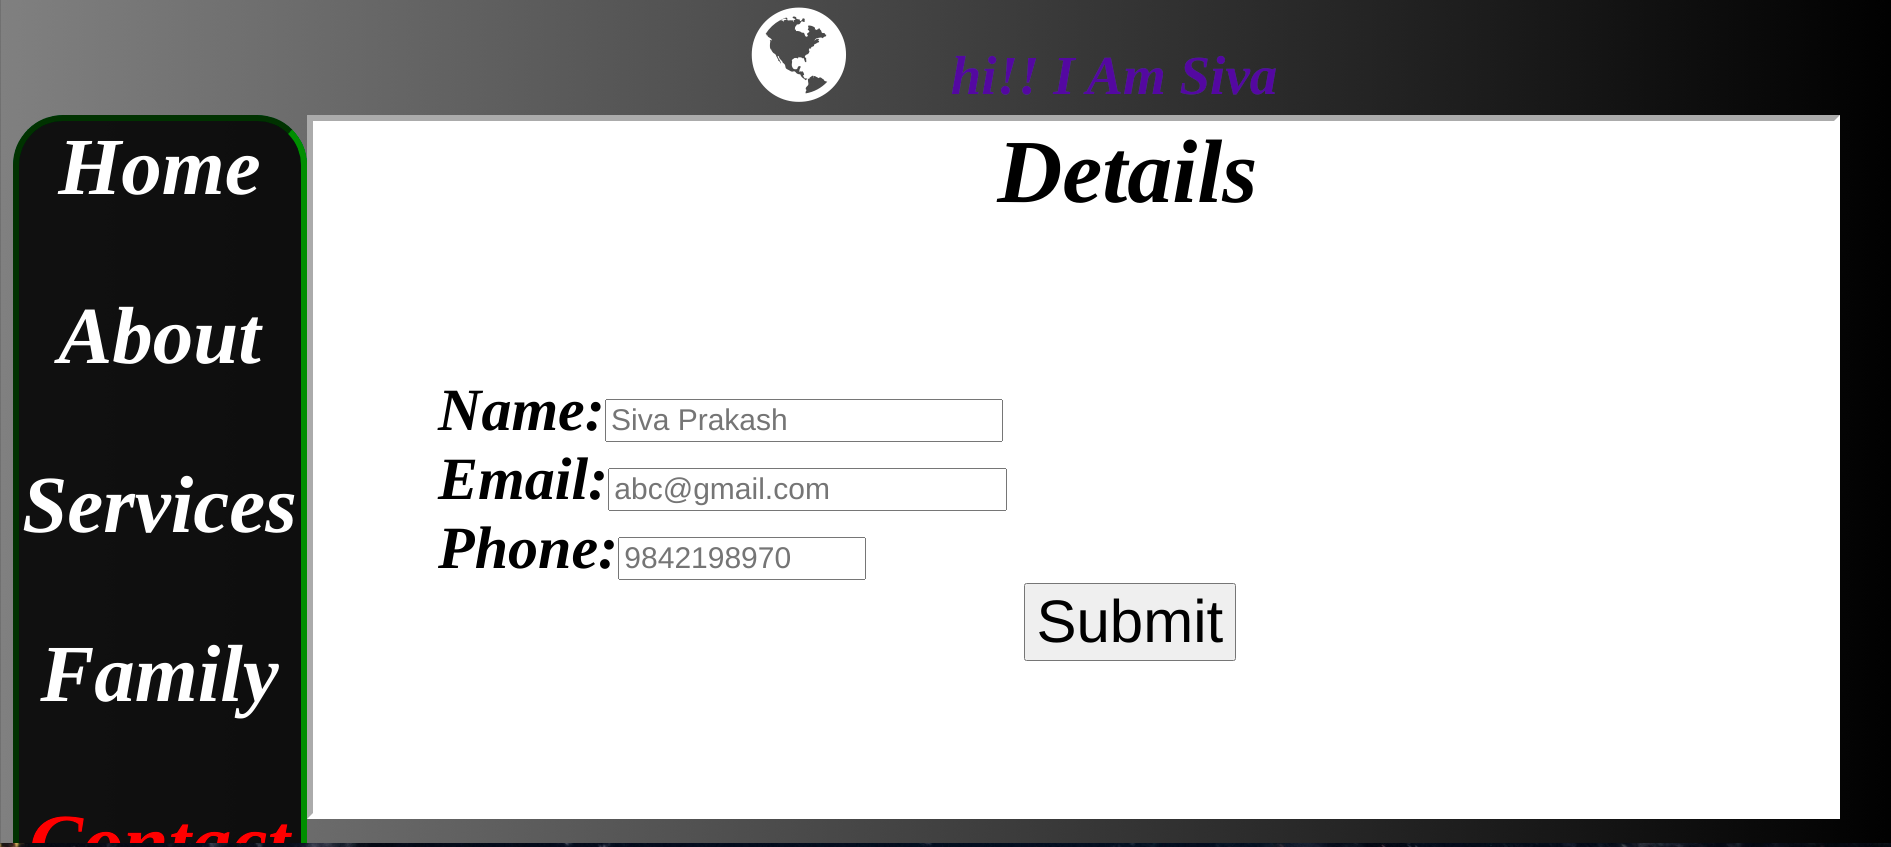 hi!! I Am Siva
Home
About
Services
Family
Contact
Details
Name: Siva Prakash
Email: abc@gmail.com
Phone: 9842198970
Submit